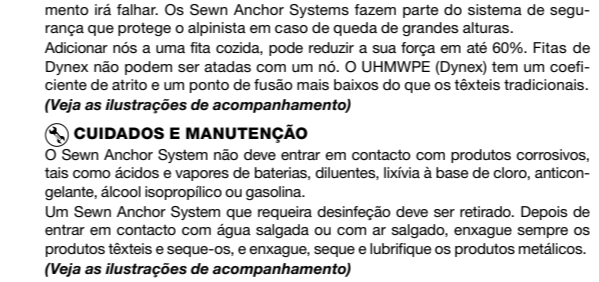 mento irá falhar. Os Sewn Anchor Systems fazem parte do sistema de segu-
rança que protege o alpinista em caso de queda de grandes alturas.
Adicionar nós a uma fita cozida, pode reduzir a sua força em até 60%. Fitas de
Dynex não podem ser atadas com um nó. O UHMWPE (Dynex) tem um coefi-
ciente de atrito e um ponto de fusão mais baixos do que os têxteis tradicionais.
(Veja as ilustrações de acompanhamento)
CUIDADOS E MANUTENÇÃO
O Sewn Anchor System não deve entrar em contacto com produtos corrosivos,
tais como ácidos e vapores de baterias, diluentes, lixívia à base de cloro, anticon-
gelante, álcool isopropílico ou gasolina.
Um Sewn Anchor System que requeira desinfeção deve ser retirado. Depois de
entrar em contacto com água salgada ou com ar salgado, enxague sempre os
produtos têxteis e seque-os, e enxague, seque e lubrifique os produtos metálicos.
(Veja as ilustrações de acompanhamento)